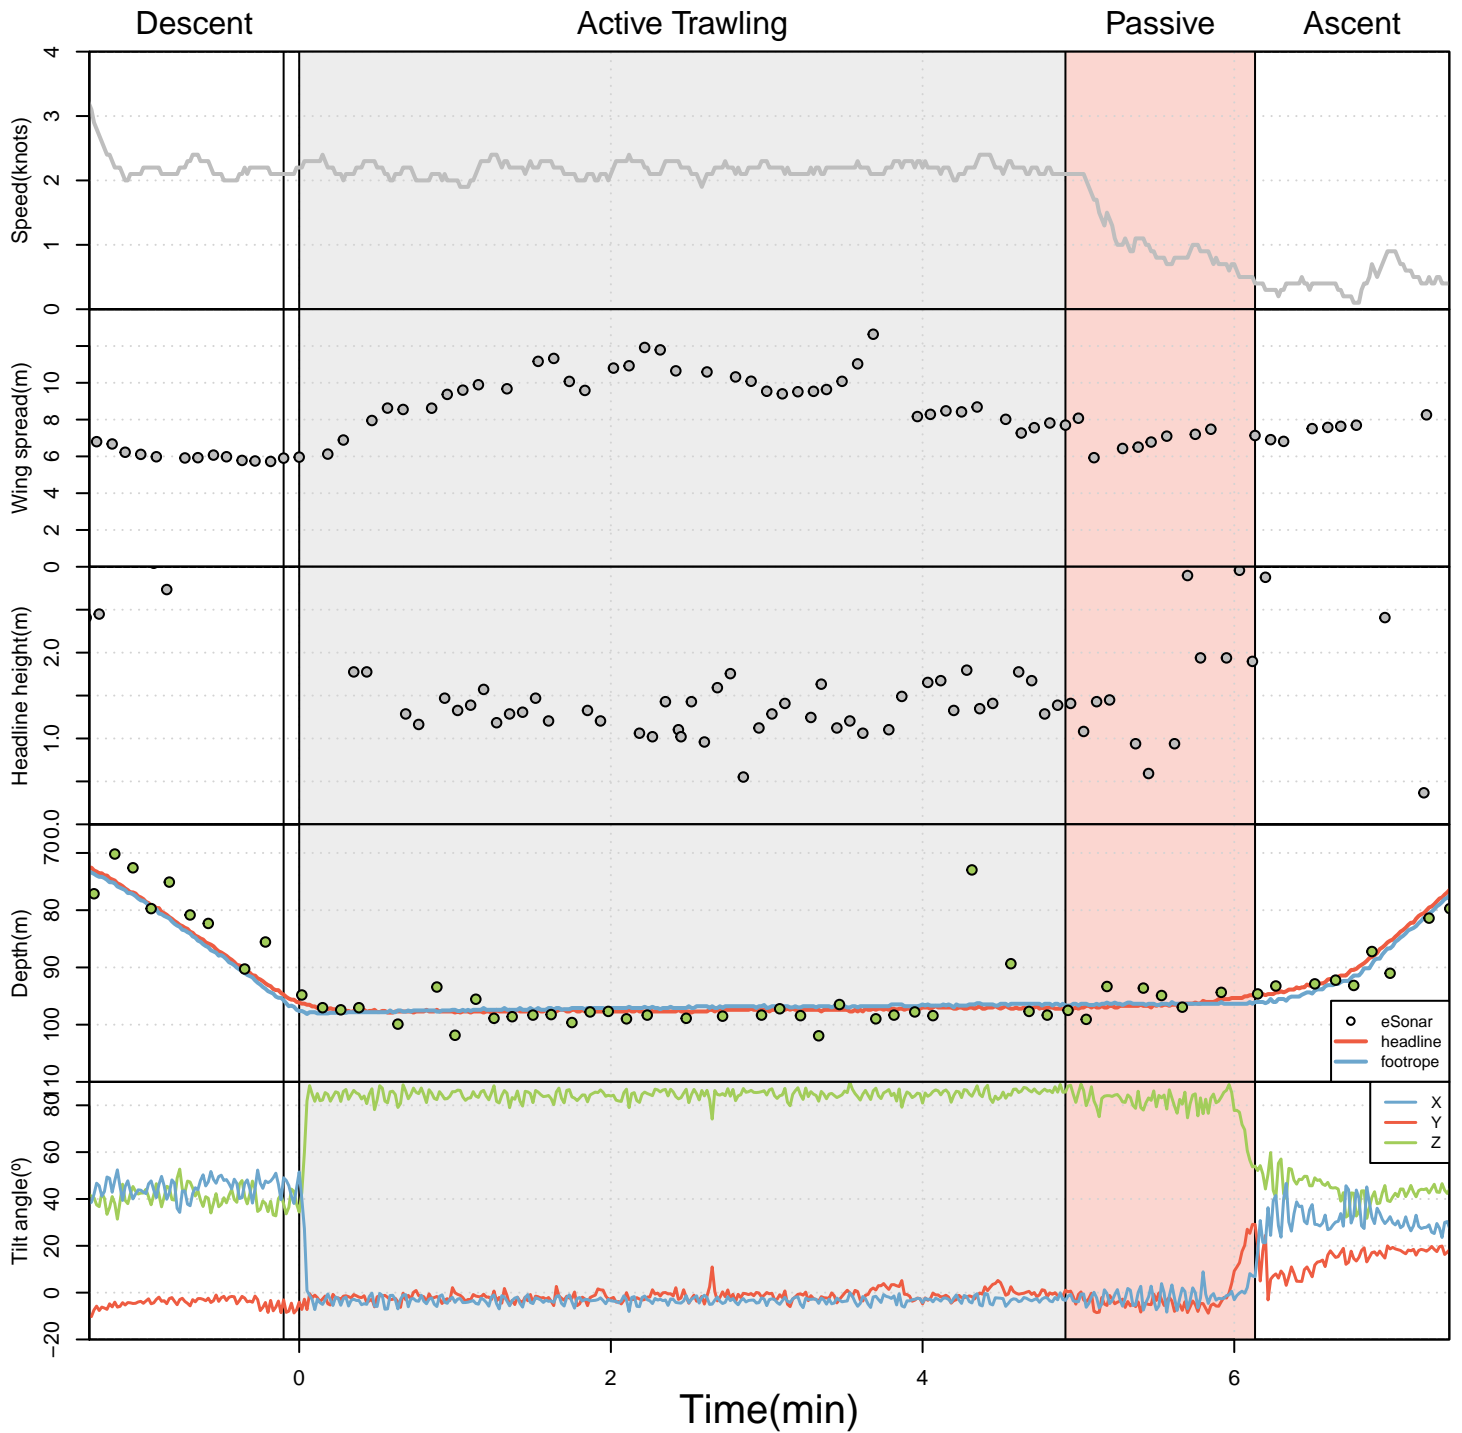 Descent Active Trawling Passive Ascent
Speed(knots)
4
3
2
1
0
Wing spread(m)
10
8
6
4
2
0
Headline height(m)
2.0
1.0
0.0
Depth(m)
70
80
90
100
110
eSonar
headline
footrope
Tilt angle(º)
80
60
40
20
0
−20
X
Y
Z
0 2 4 6
Time(min)